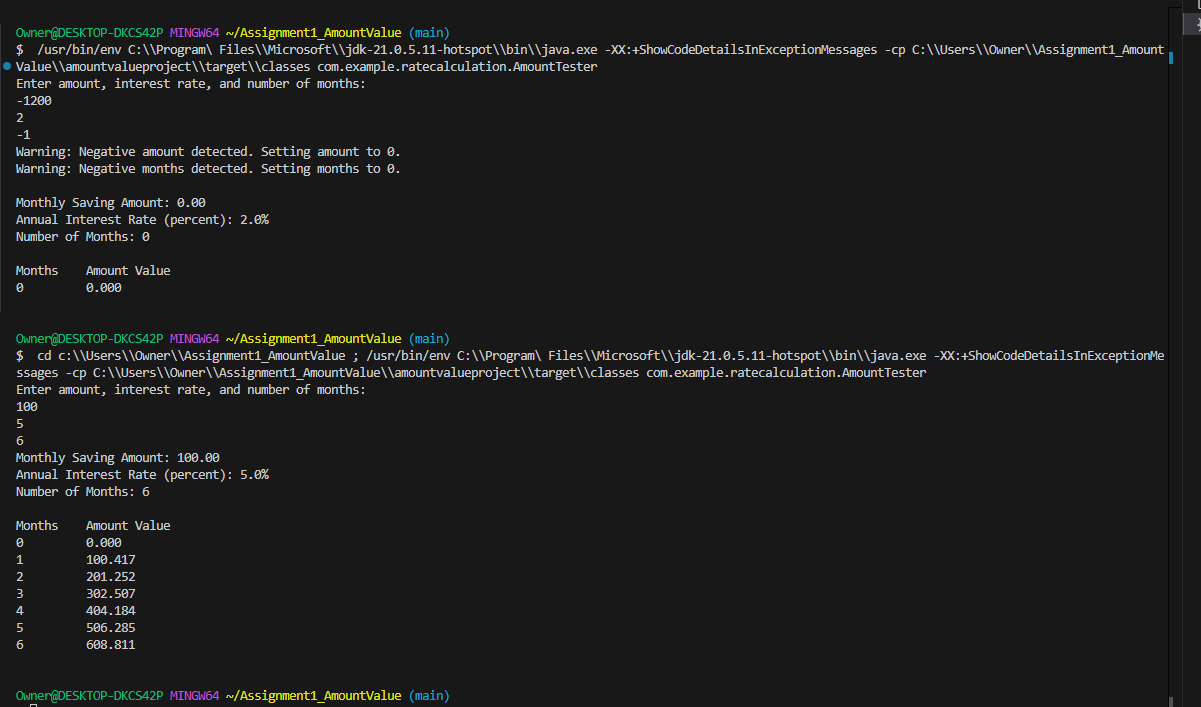 Owner@DESKTOP-DKCS42P MINGW64 ~/Assignment1_AmountValue (main)
$  /usr/bin/env C:\\Program\ Files\\Microsoft\\jdk-21.0.5.11-hotspot\\bin\\java.exe -XX:+ShowCodeDetailsInExceptionMessages -cp C:\\Users\\Owner\\Assignment1_Amount
Value\\amountvalueproject\\target\\classes com.example.ratecalculation.AmountTester
Enter amount, interest rate, and number of months:
-1200
2
-1
Warning: Negative amount detected. Setting amount to 0.
Warning: Negative months detected. Setting months to 0.

Monthly Saving Amount: 0.00
Annual Interest Rate (percent): 2.0%
Number of Months: 0

Months    Amount Value
0         0.000

Owner@DESKTOP-DKCS42P MINGW64 ~/Assignment1_AmountValue (main)
$  cd c:\\Users\\Owner\\Assignment1_AmountValue ; /usr/bin/env C:\\Program\ Files\\Microsoft\\jdk-21.0.5.11-hotspot\\bin\\java.exe -XX:+ShowCodeDetailsInExceptionMe
ssages -cp C:\\Users\\Owner\\Assignment1_AmountValue\\amountvalueproject\\target\\classes com.example.ratecalculation.AmountTester
Enter amount, interest rate, and number of months:
100
5
6
Monthly Saving Amount: 100.00
Annual Interest Rate (percent): 5.0%
Number of Months: 6

Months    Amount Value
0         0.000
1         100.417
2         201.252
3         302.507
4         404.184
5         506.285
6         608.811

Owner@DESKTOP-DKCS42P MINGW64 ~/Assignment1_AmountValue (main)